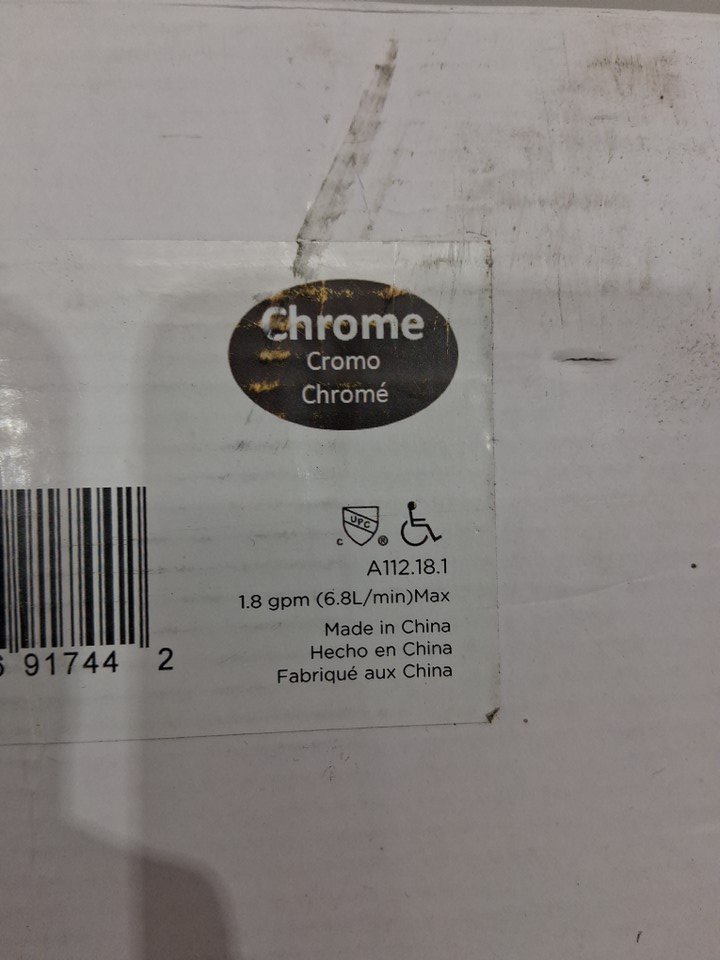 Chrome
Cromo
Chromé
UPC
c ®
A112.18.1
1.8 gpm (6.8L/min)Max
Made in China
Hecho en China
Fabriqué aux China
91744 2